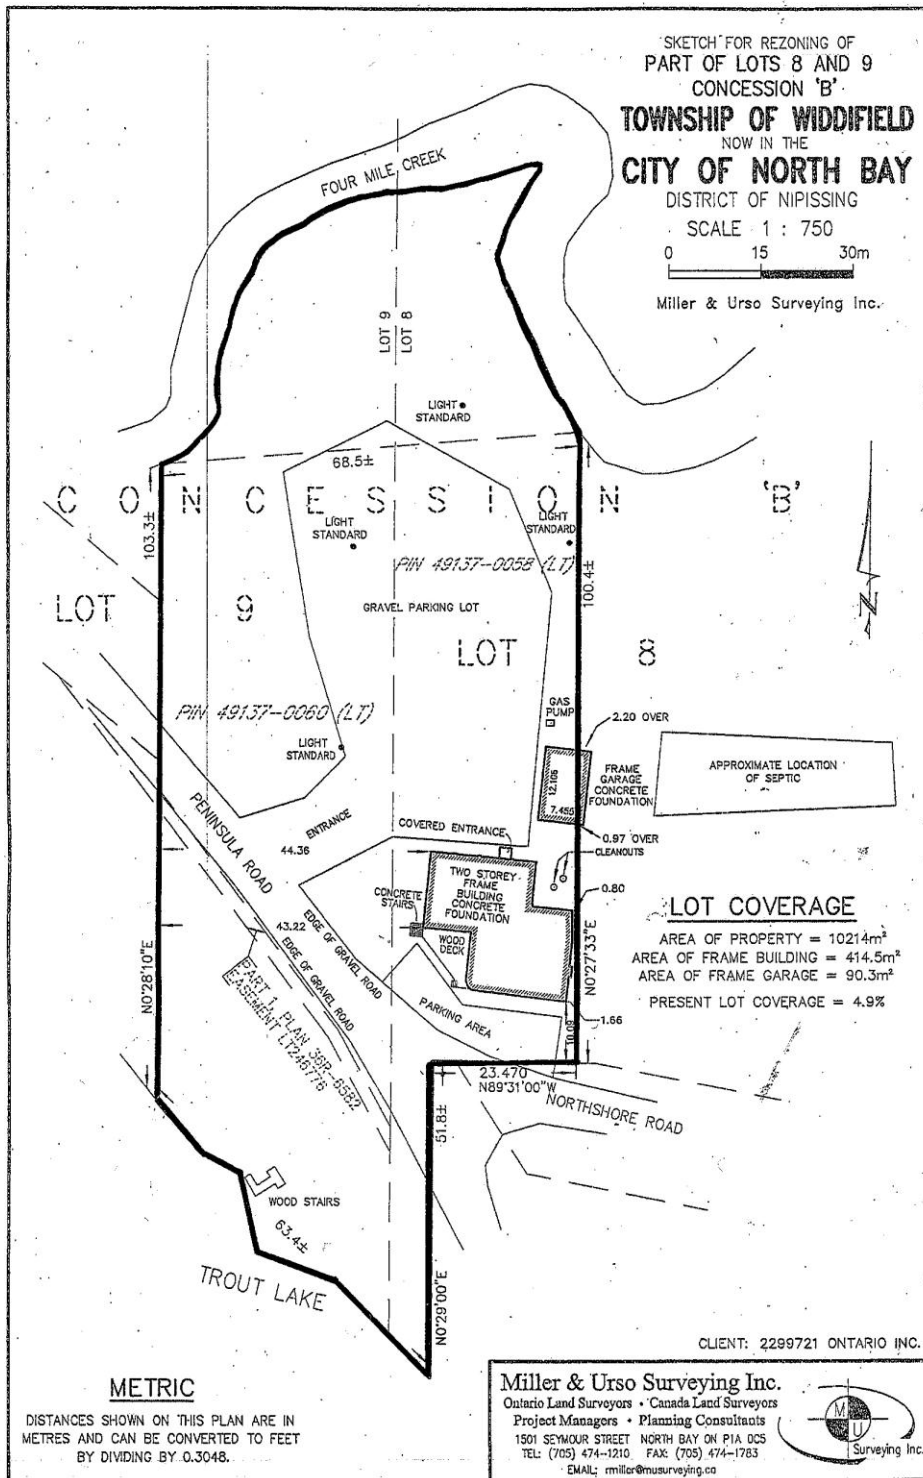 SKETCH FOR REZONING OF
PART OF LOTS 8 AND 9
CONCESSION 'B'
TOWNSHIP OF WIDDIFIELD
NOW IN THE
CITY OF NORTH BAY
DISTRICT OF NIPISSING
SCALE 1 : 750
0 15 30m
Miller & Urso Surveying Inc.
FOUR MILE CREEK
LOT 9
LOT 8
LIGHT
STANDARD
68.5±
CONCESSION 'B'
103.3±
LIGHT
STANDARD
LIGHT
STANDARD
PIN 49137-0058 (LT)
100.4±
N
GRAVEL PARKING LOT
LOT 9
LOT 8
PIN 49137-0060 (LT)
GAS
PUMP
2.20 OVER
LIGHT
STANDARD
12.105
7.455
FRAME
GARAGE
CONCRETE
FOUNDATION
APPROXIMATE LOCATION
OF SEPTIC
PENINSULA ROAD
ENTRANCE
44.36
COVERED ENTRANCE
0.97 OVER
CLEANOUTS
TWO STOREY
FRAME
BUILDING
CONCRETE
FOUNDATION
0.80
CONCRETE
STAIRS
WOOD
DECK
43.22
EDGE OF GRAVEL ROAD
EDGE OF GRAVEL ROAD
N0°28'10"E
N0°27'33"E
PART 1, PLAN 36R-6582
EASEMENT LT246776
PARKING AREA
1.66
10.09
LOT COVERAGE
AREA OF PROPERTY = 10214m²
AREA OF FRAME BUILDING = 414.5m²
AREA OF FRAME GARAGE = 90.3m²
PRESENT LOT COVERAGE = 4.9%
23.470
N89°31'00"W
NORTHSHORE ROAD
51.8±
WOOD STAIRS
63.4±
TROUT LAKE
N0°29'00"E
CLIENT: 2299721 ONTARIO INC.
METRIC
DISTANCES SHOWN ON THIS PLAN ARE IN
METRES AND CAN BE CONVERTED TO FEET
BY DIVIDING BY 0.3048.
Miller & Urso Surveying Inc.
Ontario Land Surveyors • Canada Land Surveyors
Project Managers • Planning Consultants
1501 SEYMOUR STREET NORTH BAY ON P1A 0C5
TEL: (705) 474-1210 FAX: (705) 474-1783
EMAIL: rmiller@musurveying.ca
M U
Surveying Inc.